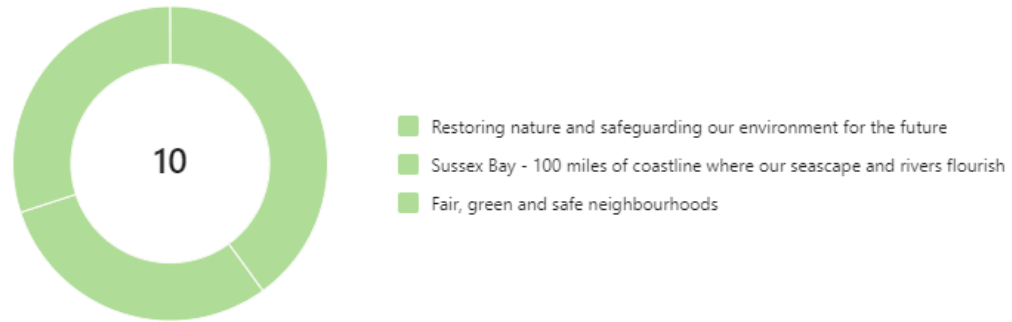 10
Restoring nature and safeguarding our environment for the future
Sussex Bay - 100 miles of coastline where our seascape and rivers flourish
Fair, green and safe neighbourhoods